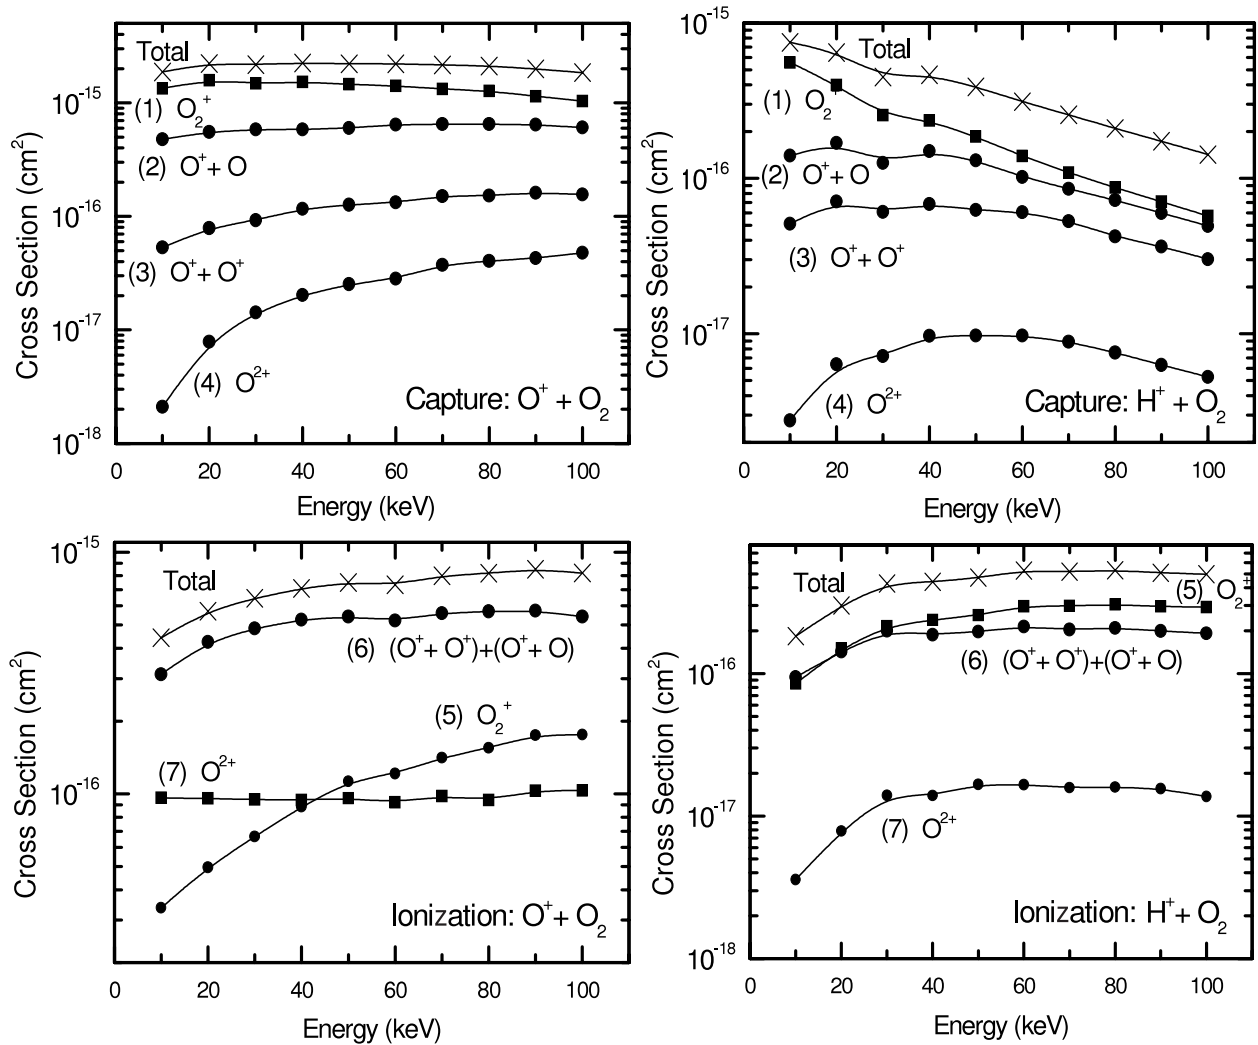 Total
(1) O₂⁺
(2) O⁺ + O
(3) O⁺ + O⁺
(4) O²⁺
Capture: O⁺ + O₂
10⁻¹⁵
10⁻¹⁶
10⁻¹⁷
10⁻¹⁸
Cross Section (cm²)
0 20 40 60 80 100
Energy (keV)
10⁻¹⁵
Total
(1) O₂
(2) O⁺ + O
10⁻¹⁶
(3) O⁺ + O⁺
10⁻¹⁷
(4) O²⁺
Capture: H⁺ + O₂
Cross Section (cm²)
0 20 40 60 80 100
Energy (keV)
10⁻¹⁵
Total
(6) (O⁺ + O⁺)+(O⁺ + O)
(5) O₂⁺
(7) O²⁺
10⁻¹⁶
Ionization: O⁺ + O₂
Cross Section (cm²)
0 20 40 60 80 100
Energy (keV)
Total
(5) O₂⁺
(6) (O⁺ + O⁺)+(O⁺ + O)
10⁻¹⁶
10⁻¹⁷
(7) O²⁺
Ionization: H⁺ + O₂
10⁻¹⁸
Cross Section (cm²)
0 20 40 60 80 100
Energy (keV)